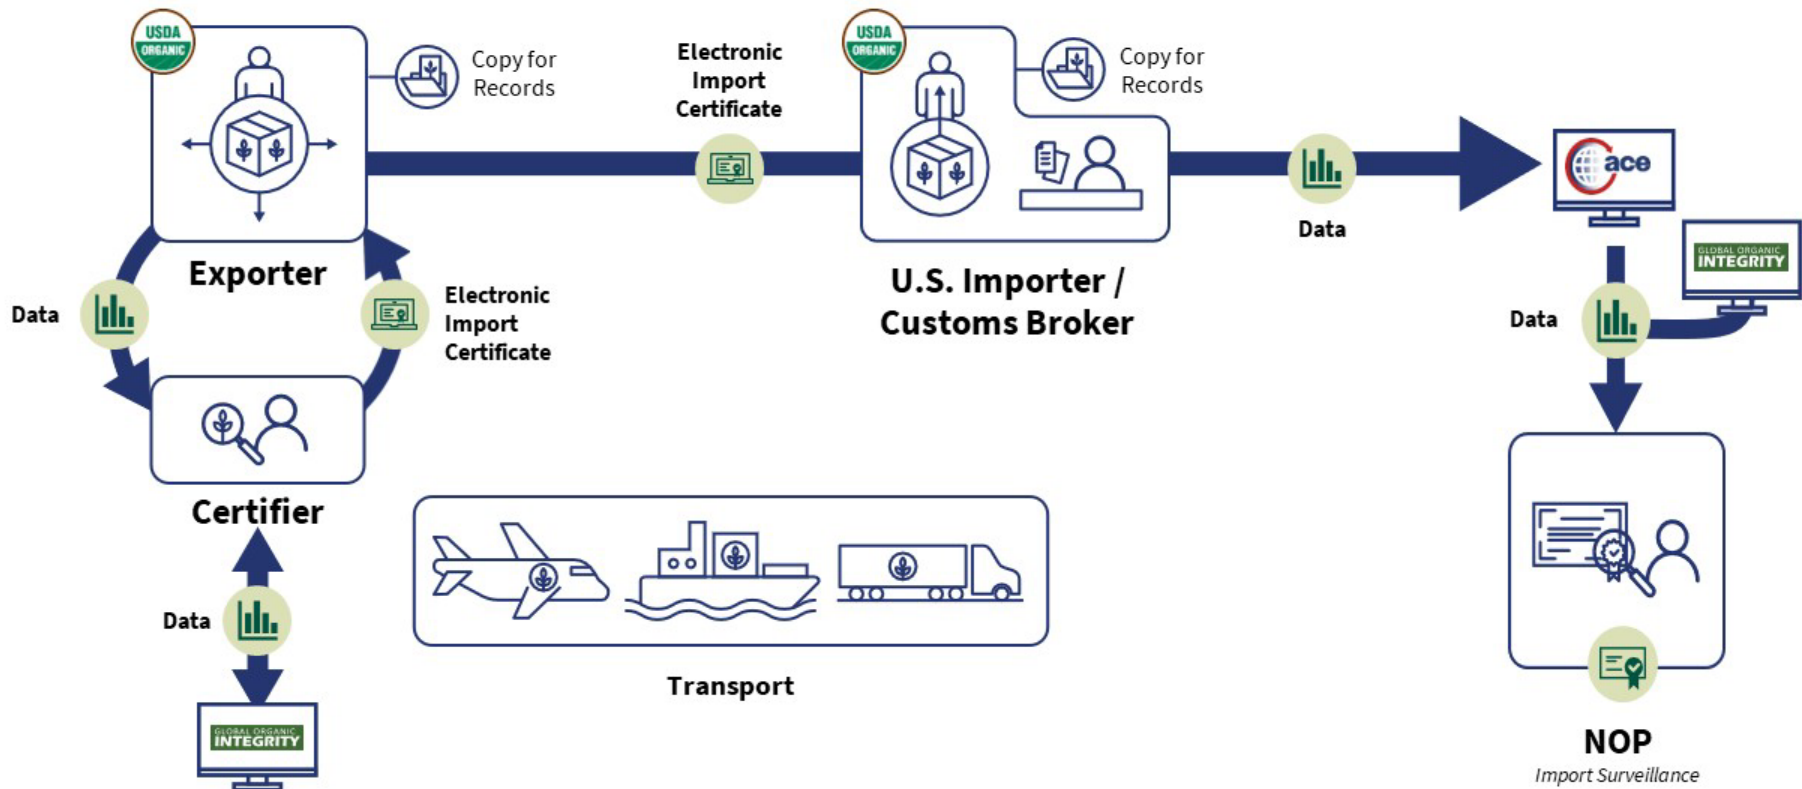 USDA
ORGANIC
Copy for
Records
Electronic
Import
Certificate
USDA
ORGANIC
Copy for
Records
ace
Data
GLOBAL ORGANIC
INTEGRITY
Exporter
U.S. Importer /
Customs Broker
Data
Electronic
Import
Certificate
Data
Certifier
Data
Transport
GLOBAL ORGANIC
INTEGRITY
NOP
Import Surveillance